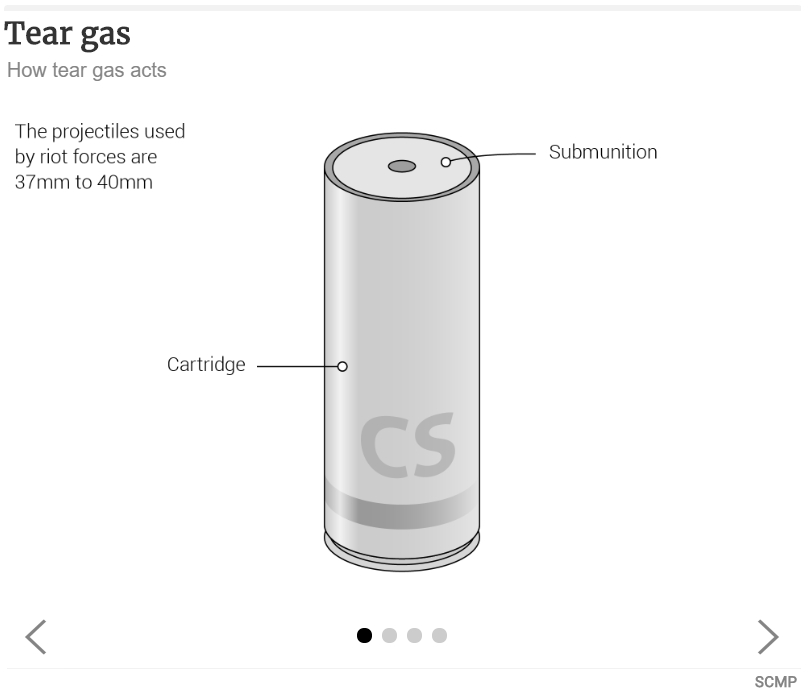 Tear gas
How tear gas acts
The projectiles used
by riot forces are
37mm to 40mm
Submunition
Cartridge
CS
SCMP